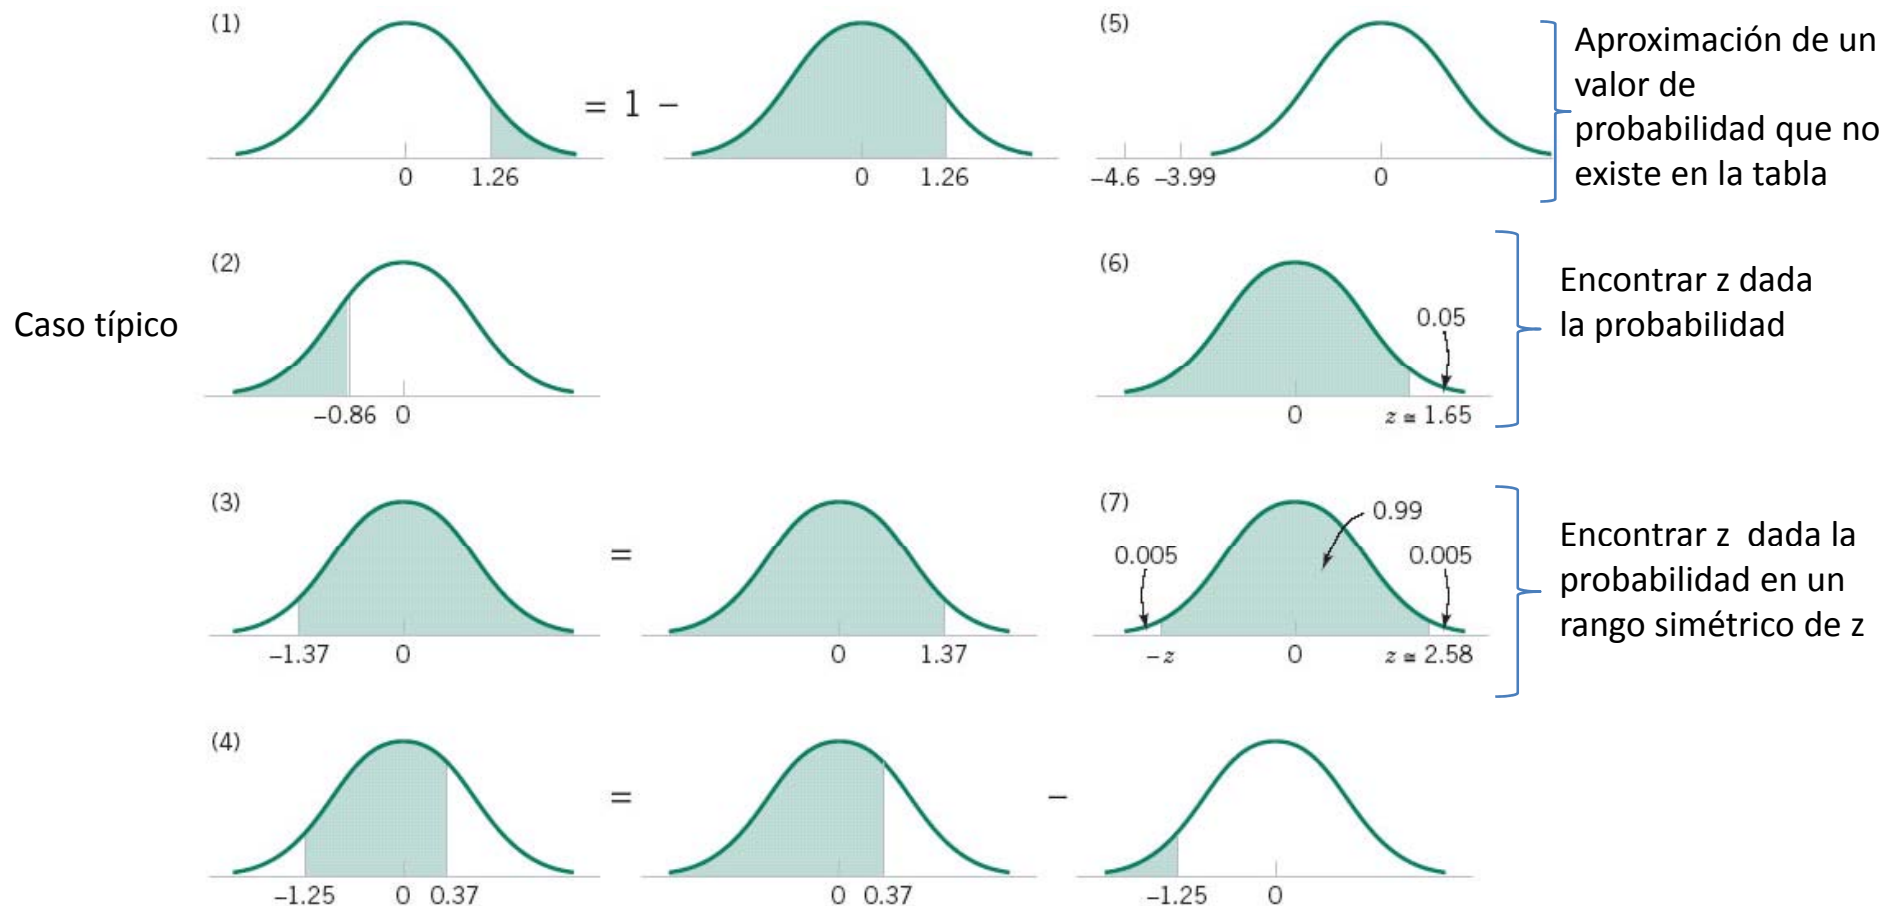 (1)
0
1.26
= 1 −
0
1.26
(5)
−4.6 −3.99
0
Aproximación de un
valor de
probabilidad que no
existe en la tabla
Caso típico
(2)
−0.86 0
(6)
0.05
0
z ≅ 1.65
Encontrar z dada
la probabilidad
(3)
−1.37
0
=
0
1.37
(7)
0.99
0.005
0.005
−z
0
z ≅ 2.58
Encontrar z dada la
probabilidad en un
rango simétrico de z
(4)
−1.25
0 0.37
=
0 0.37
−
−1.25
0